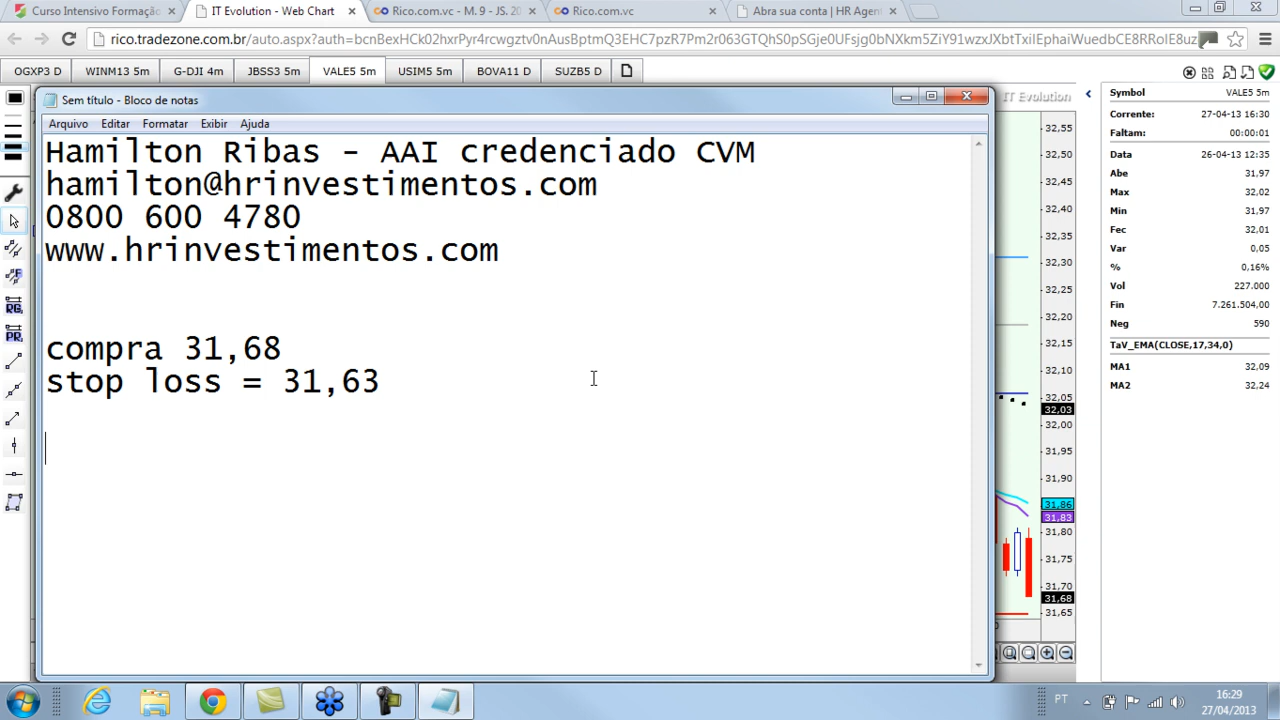 Curso Intensivo Formação
IT Evolution - Web Chart
Rico.com.vc - M. 9 - JS. 20
Rico.com.vc
Abra sua conta | HR Agen
rico.tradezone.com.br/auto.aspx?auth=
OGXP3 D
WINM13 5m
G-DJI 4m
JBSS3 5m
VALE5 5m
USIM5 5m
BOVA11 D
SUZB5 D
Sem título - Bloco de notas
IT Evolution
Arquivo Editar Formatar Exibir Ajuda
Hamilton Ribas - AAI credenciado CVM
hamilton@hrinvestimentos.com
0800 600 4780
www.hrinvestimentos.com
compra 31,68
stop loss = 31,63
RG
PR
32,55
32,50
32,45
32,40
32,35
32,30
32,25
32,20
32,15
32,10
32,05
32,03
32,00
31,95
31,90
31,86
31,83
31,80
31,75
31,70
31,68
31,65
Symbol VALE5 5m
Corrente: 27-04-13 16:30
Faltam: 00:00:01
Data 26-04-13 12:35
Abe 31,97
Max 32,02
Min 31,97
Fec 32,01
Var 0,05
% 0,16%
Vol 227.000
Fin 7.261.504,00
Neg 590
TaV_EMA(CLOSE,17,34,0)
MA1 32,09
MA2 32,24
PT
16:29
27/04/2013